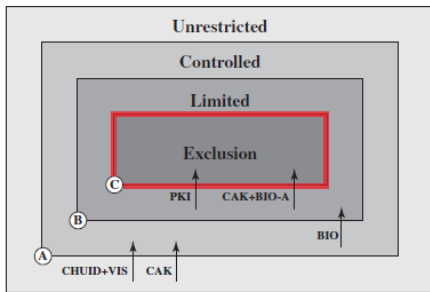 Unrestricted
Controlled
Limited
Exclusion
C
PKI CAK+BIO-A
B
BIO
A
CHUID+VIS CAK